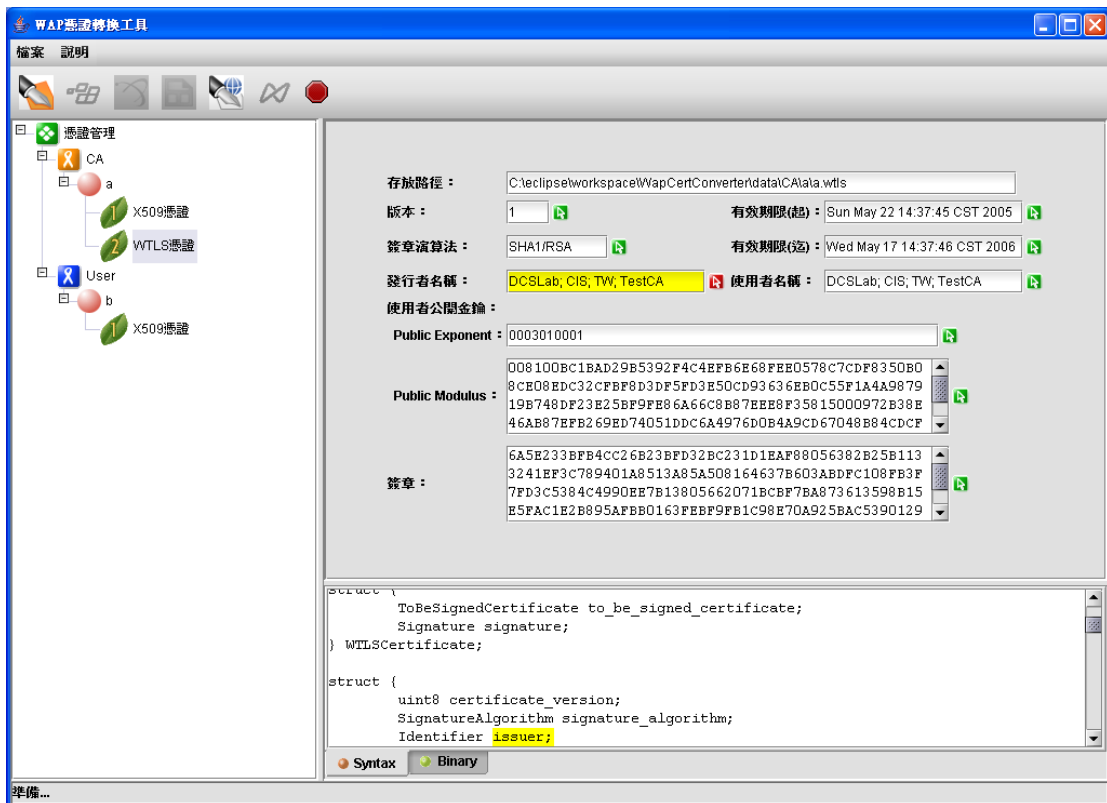 WAP憑證轉換工具
檔案 說明
憑證管理
CA
a
X509憑證
WTLS憑證
User
b
X509憑證
存放路徑： C:\eclipse\workspace\WapCertConverter\data\CA\a\a.wtls
版本： 1 有效期限(起)： Sun May 22 14:37:45 CST 2005
簽章演算法： SHA1/RSA 有效期限(迄)： Wed May 17 14:37:46 CST 2006
發行者名稱： DCSLab; CIS; TW; TestCA 使用者名稱： DCSLab; CIS; TW; TestCA
使用者公開金鑰：
Public Exponent： 0003010001
Public Modulus：
008100BC1BAD29B5392F4C4EFB6E68FEE0578C7CDF8350B0
8CE08EDC32CFBF8D3DF5FD3E50CD93636EB0C55F1A4A9879
19B748DF23E25BF9FE86A66C8B87EEE8F35815000972B38E
46AB87EFB269ED74051DDC6A4976D0B4A9CD67048B84CDCF
簽章：
6A5E233BFB4CC26B23BFD32BC231D1EAF88056382B25B113
3241EF3C789401A8513A85A508164637B603ABDFC108FB3F
7FD3C5384C4990EE7B13805662071BCBF7BA873613598B15
E5FAC1E2B895AFBB0163FEBF9FB1C98E70A925BAC5390129
struct {
ToBeSignedCertificate to_be_signed_certificate;
Signature signature;
} WTLSCertificate;
struct {
uint8 certificate_version;
SignatureAlgorithm signature_algorithm;
Identifier issuer;
Syntax Binary
準備...